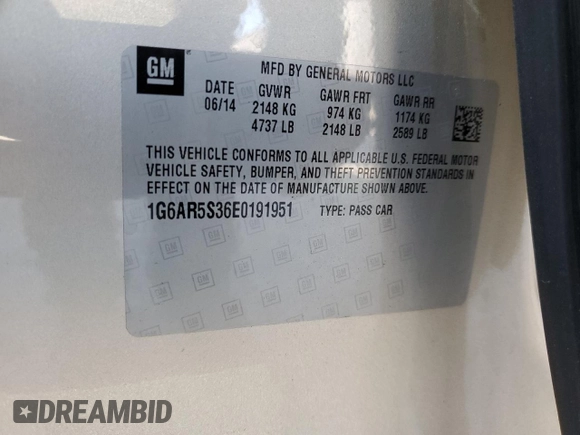 GM
MFD BY GENERAL MOTORS LLC
DATE GVWR GAWR FRT GAWR RR
06/14 2148 KG 974 KG 1174 KG
4737 LB 2148 LB 2589 LB
THIS VEHICLE CONFORMS TO ALL APPLICABLE U.S. FEDERAL MOTOR
VEHICLE SAFETY, BUMPER, AND THEFT PREVENTION STANDARDS IN
EFFECT ON THE DATE OF MANUFACTURE SHOWN ABOVE.
1G6AR5S36E0191951 TYPE: PASS CAR
DREAMBID